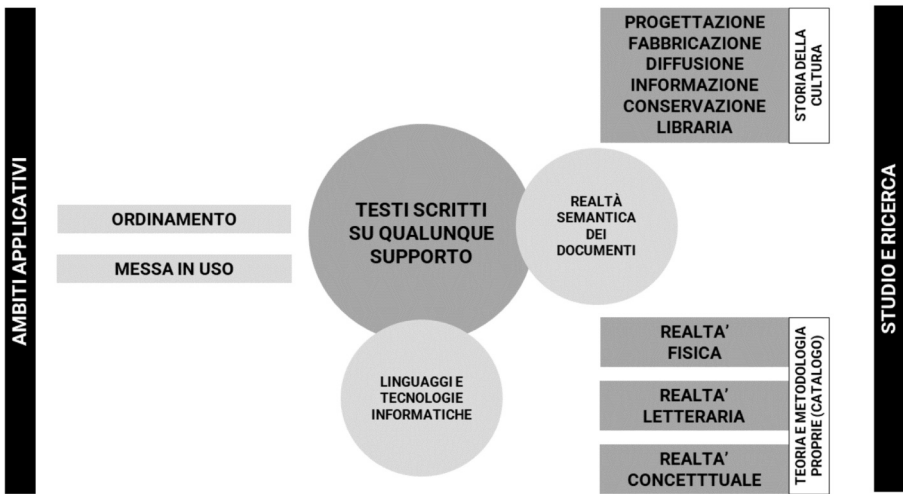 AMBITI APPLICATIVI
ORDINAMENTO
MESSA IN USO
TESTI SCRITTI
SU QUALUNQUE
SUPPORTO
REALTÀ
SEMANTICA
DEI
DOCUMENTI
LINGUAGGI E
TECNOLOGIE
INFORMATICHE
PROGETTAZIONE
FABBRICAZIONE
DIFFUSIONE
INFORMAZIONE
CONSERVAZIONE
LIBRARIA
STORIA DELLA
CULTURA
REALTA’
FISICA
REALTA’
LETTERARIA
REALTA’
CONCETTTUALE
TEORIA E METODOLOGIA
PROPRIE (CATALOGO)
STUDIO E RICERCA